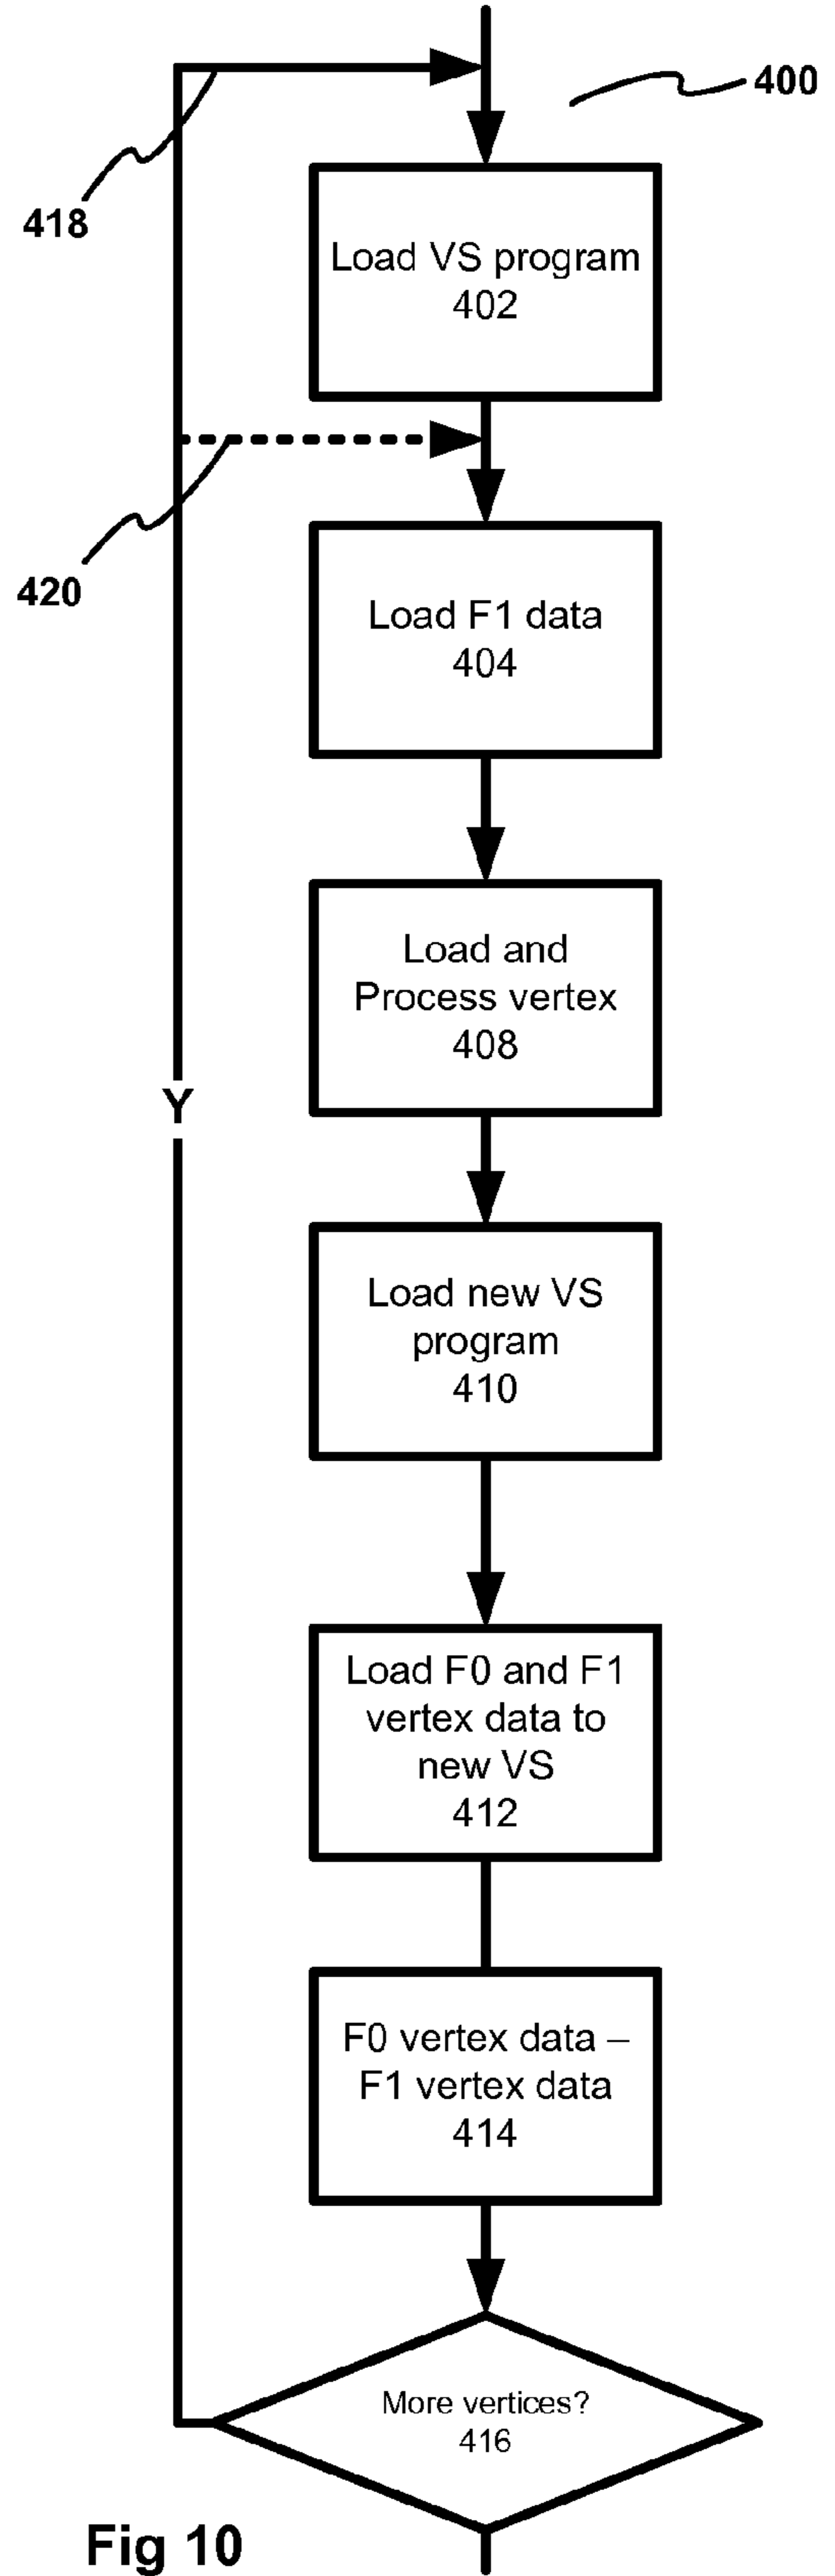 400
418
Load VS program
402
420
Load F1 data
404
Load and
Process vertex
408
Y
Load new VS
program
410
Load F0 and F1
vertex data to
new VS
412
F0 vertex data –
F1 vertex data
414
More vertices?
416
Fig 10